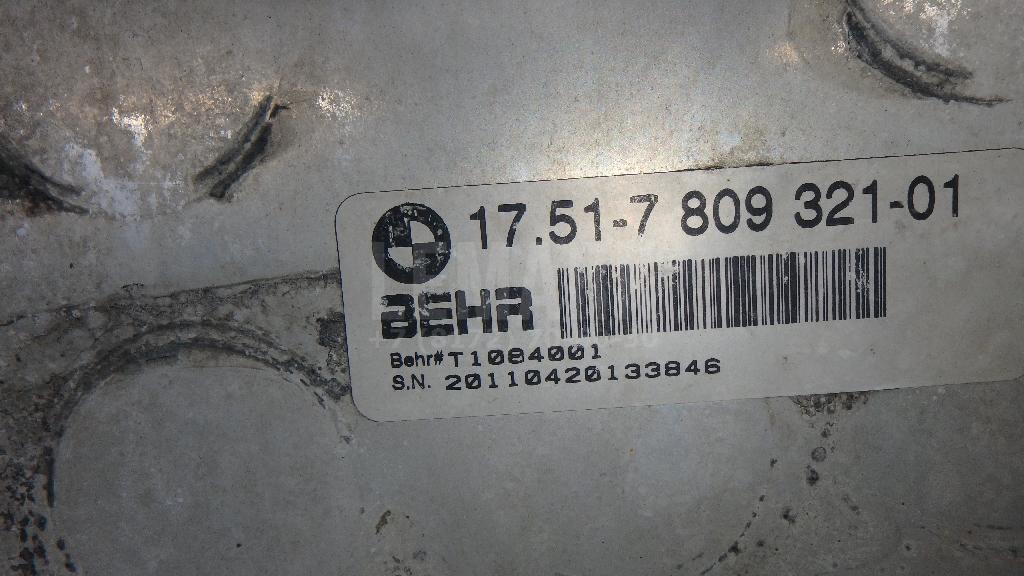 17.51-7 809 321-01
BEHR
Behr# T1084001
S.N. 20110420133846